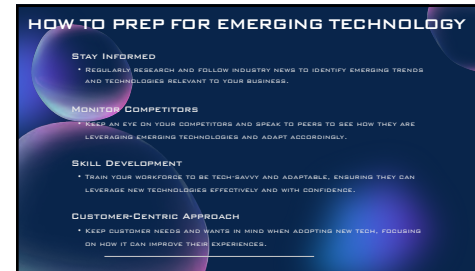 HOW TO PREP FOR EMERGING TECHNOLOGY
STAY INFORMED
• REGULARLY RESEARCH AND FOLLOW INDUSTRY NEWS TO IDENTIFY EMERGING TRENDS
AND TECHNOLOGIES RELEVANT TO YOUR BUSINESS.
MONITOR COMPETITORS
• KEEP AN EYE ON YOUR COMPETITORS AND SPEAK TO PEERS TO SEE HOW THEY ARE
LEVERAGING EMERGING TECHNOLOGIES AND ADAPT ACCORDINGLY.
SKILL DEVELOPMENT
• TRAIN YOUR WORKFORCE TO BE TECH-SAVVY AND ADAPTABLE, ENSURING THEY CAN
LEVERAGE NEW TECHNOLOGIES EFFECTIVELY AND WITH CONFIDENCE.
CUSTOMER-CENTRIC APPROACH
• KEEP CUSTOMER NEEDS AND WANTS IN MIND WHEN ADOPTING NEW TECH, FOCUSING
ON HOW IT CAN IMPROVE THEIR EXPERIENCES.